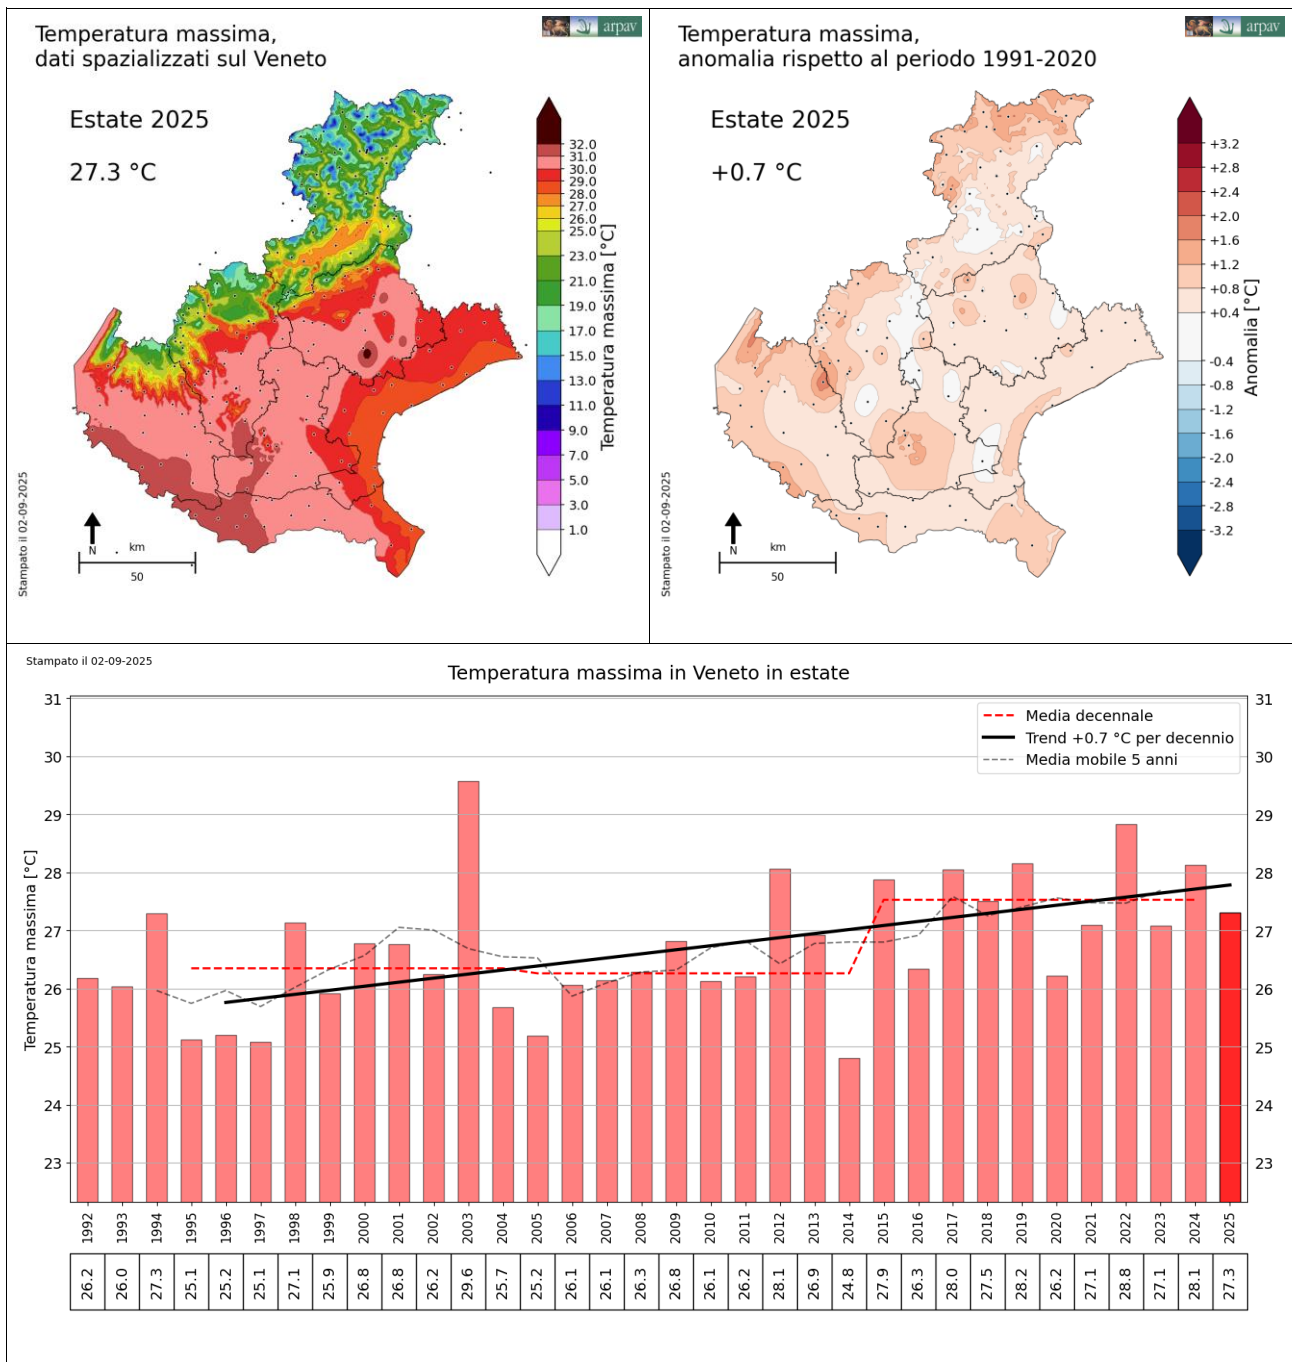 Temperatura massima,
dati spazializzati sul Veneto
arpav
Estate 2025
27.3 °C
32.0
31.0
30.0
29.0
28.0
27.0
26.0
25.0
23.0
21.0
19.0
17.0
15.0
13.0
11.0
9.0
7.0
5.0
3.0
1.0
Temperatura massima [°C]
Stampato il 02-09-2025
N
km
50
Temperatura massima,
anomalia rispetto al periodo 1991-2020
arpav
Estate 2025
+0.7 °C
+3.2
+2.8
+2.4
+2.0
+1.6
+1.2
+0.8
+0.4
-0.4
-0.8
-1.2
-1.6
-2.0
-2.4
-2.8
-3.2
Anomalia [°C]
Stampato il 02-09-2025
N
km
50
Stampato il 02-09-2025
Temperatura massima in Veneto in estate
Media decennale
Trend +0.7 °C per decennio
Media mobile 5 anni
Temperatura massima [°C]
31
30
29
28
27
26
25
24
23
31
30
29
28
27
26
25
24
23
1992 1993 1994 1995 1996 1997 1998 1999 2000 2001 2002 2003 2004 2005 2006 2007 2008 2009 2010 2011 2012 2013 2014 2015 2016 2017 2018 2019 2020 2021 2022 2023 2024 2025
26.2 26.0 27.3 25.1 25.2 25.1 27.1 25.9 26.8 26.8 26.2 29.6 25.7 25.2 26.1 26.1 26.3 26.8 26.1 26.2 28.1 26.9 24.8 27.9 26.3 28.0 27.5 28.2 26.2 27.1 28.8 27.1 28.1 27.3